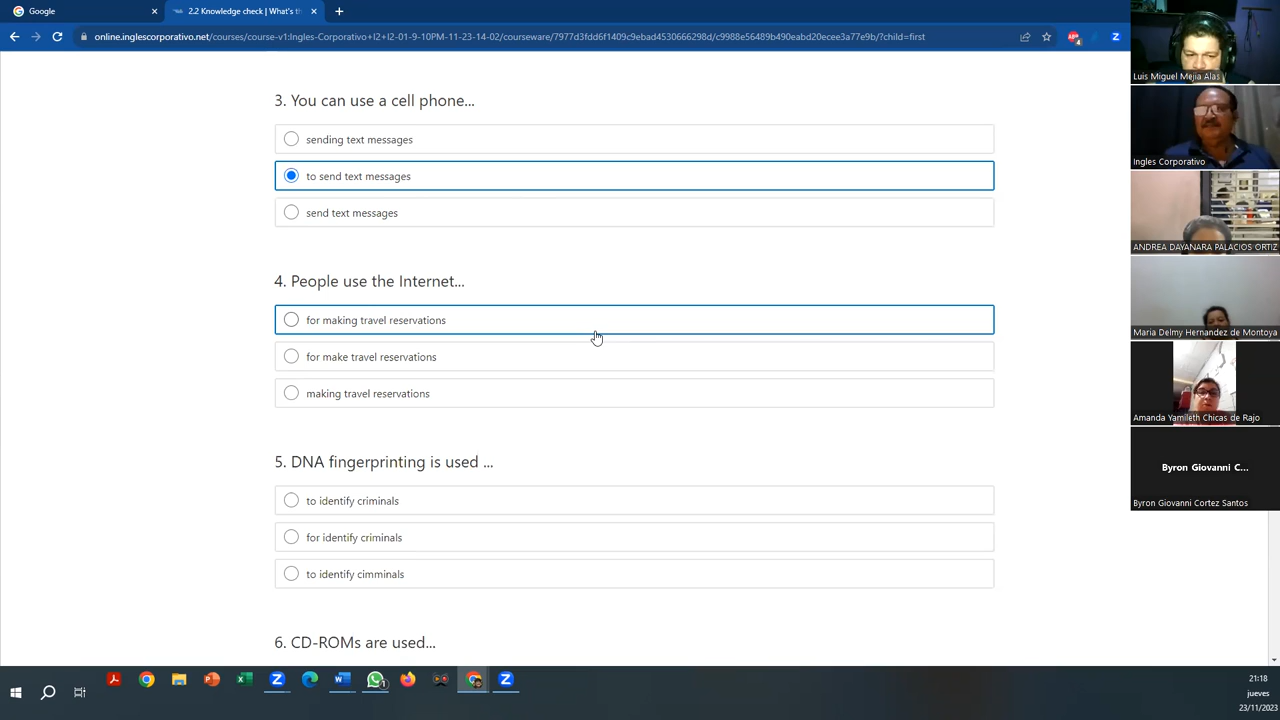 Google
2.2 Knowledge check | What's th
online.inglescorporativo.net/courses/course-v1:Ingles-Corporativo+I2+I2-01-9-10PM-11-23-14-02/courseware/7977d3fdd6f1409c9ebad4530666298d/c9988e56489b490eabd20ecee3a77e9b/?child=first
3. You can use a cell phone...
sending text messages
to send text messages
send text messages
4. People use the Internet...
for making travel reservations
for make travel reservations
making travel reservations
5. DNA fingerprinting is used ...
to identify criminals
for identify criminals
to identify cimminals
6. CD-ROMs are used...
Luis Miguel Mejia Alas
Ingles Corporativo
ANDREA DAYANARA PALACIOS ORTIZ
Maria Delmy Hernandez de Montoya
Amanda Yamileth Chicas de Rajo
Byron Giovanni C...
Byron Giovanni Cortez Santos
21:18
jueves
23/11/2023